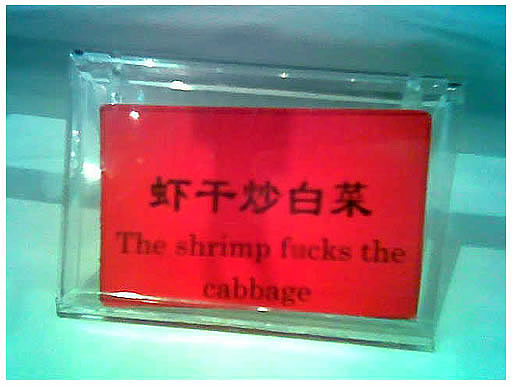 虾干炒白菜
The shrimp fucks the
cabbage